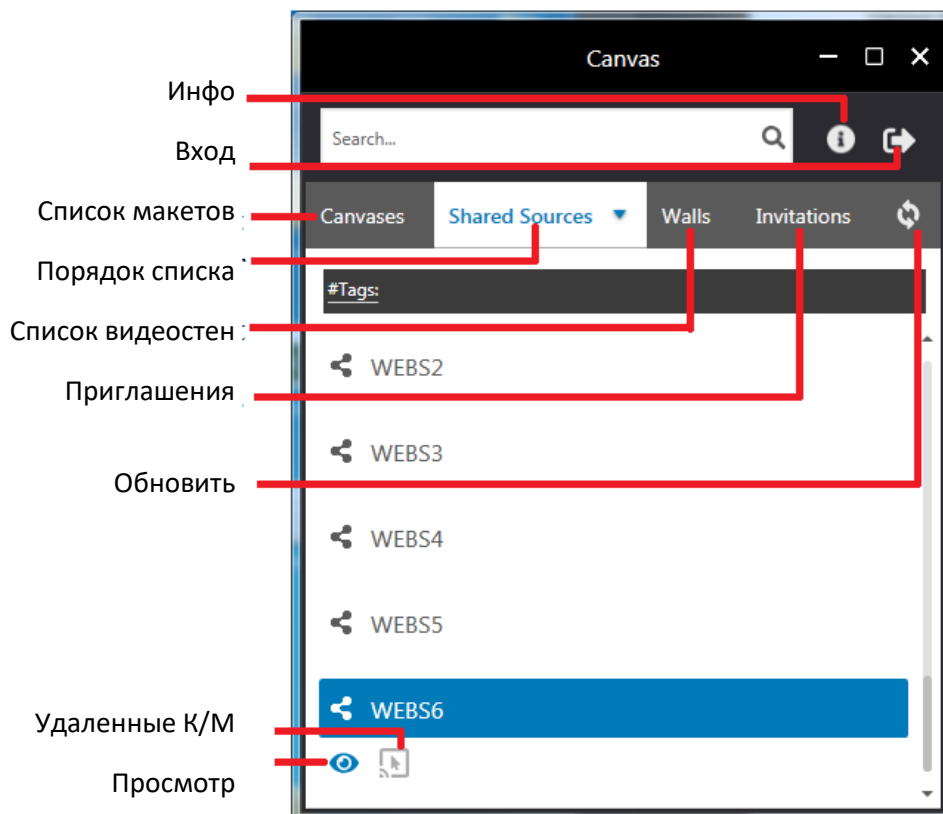 Canvas
Инфо
Search...
Вход
Список макетов
Canvases Shared Sources Walls Invitations
Порядок списка
#Tags:
Список видеостен
WEBS2
Приглашения
WEBS3
Обновить
WEBS4
WEBS5
WEBS6
Удаленные К/М
Просмотр